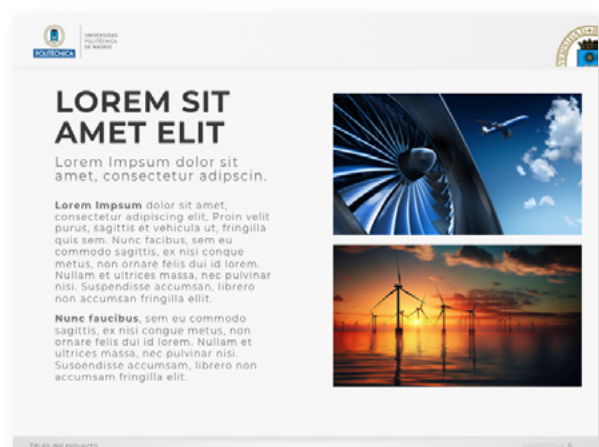 POLITÉCNICA
UNIVERSIDAD
POLITÉCNICA
DE MADRID
LOREM SIT
AMET ELIT
Lorem Impsum dolor sit
amet, consectetur adipscin.
Lorem Impsum dolor sit amet,
consectetur adipiscing elit, Proin velit
purus, sagittis et vehicula ut, fringilla
quis sem. Nunc facibus, sem eu
commodo sagittis, ex nisi conque
metus, non ornare felis dui id lorem.
Nullam et ultrices massa, nec pulvinar
nisi. Suspendisse accumsan, librero
non accumsan fringilla ellit.
Nunc faucibus, sem eu commodo
sagittis, ex nisi congue metus, non
ornare felis dui id lorem. Nullam et
ultrices massa, nec pulvinar nisi.
Susoendisse accumsam, librero non
accumsam fringilla elit.
Título del proyecto